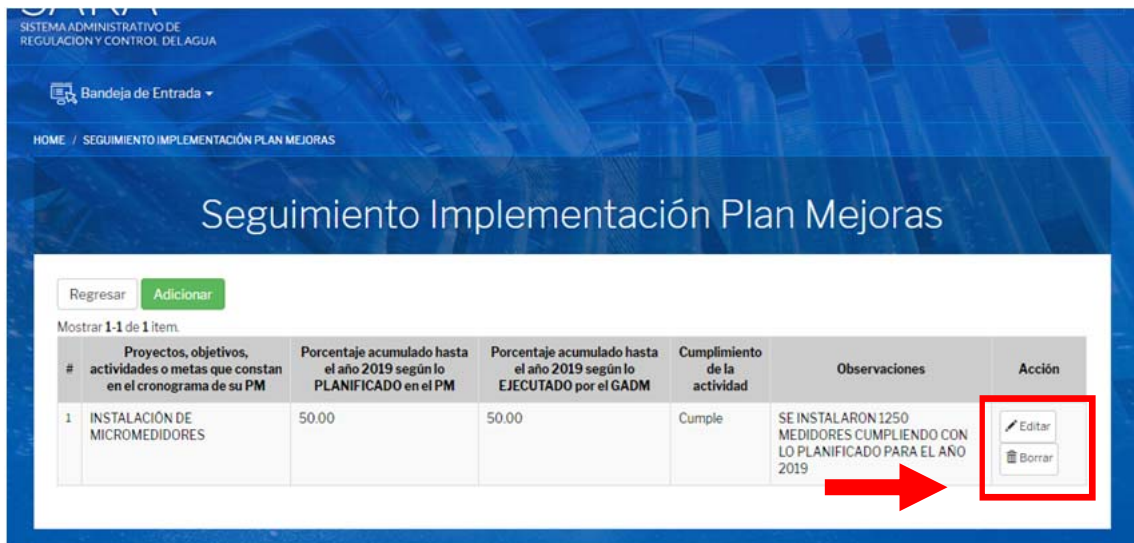 SISTEMA ADMINISTRATIVO DE
REGULACION Y CONTROL DEL AGUA
Bandeja de Entrada
HOME / SEGUIMIENTO IMPLEMENTACIÓN PLAN MEJORAS
Seguimiento Implementación Plan Mejoras
Regresar Adicionar
Mostrar 1-1 de 1 item.
# Proyectos, objetivos, actividades o metas que constan en el cronograma de su PM Porcentaje acumulado hasta el año 2019 según lo PLANIFICADO en el PM Porcentaje acumulado hasta el año 2019 según lo EJECUTADO por el GADM Cumplimiento de la actividad Observaciones Acción
1 INSTALACIÓN DE MICROMEDIDORES 50.00 50.00 Cumple SE INSTALARON 1250 MEDIDORES CUMPLIENDO CON LO PLANIFICADO PARA EL AÑO 2019 Editar
Borrar